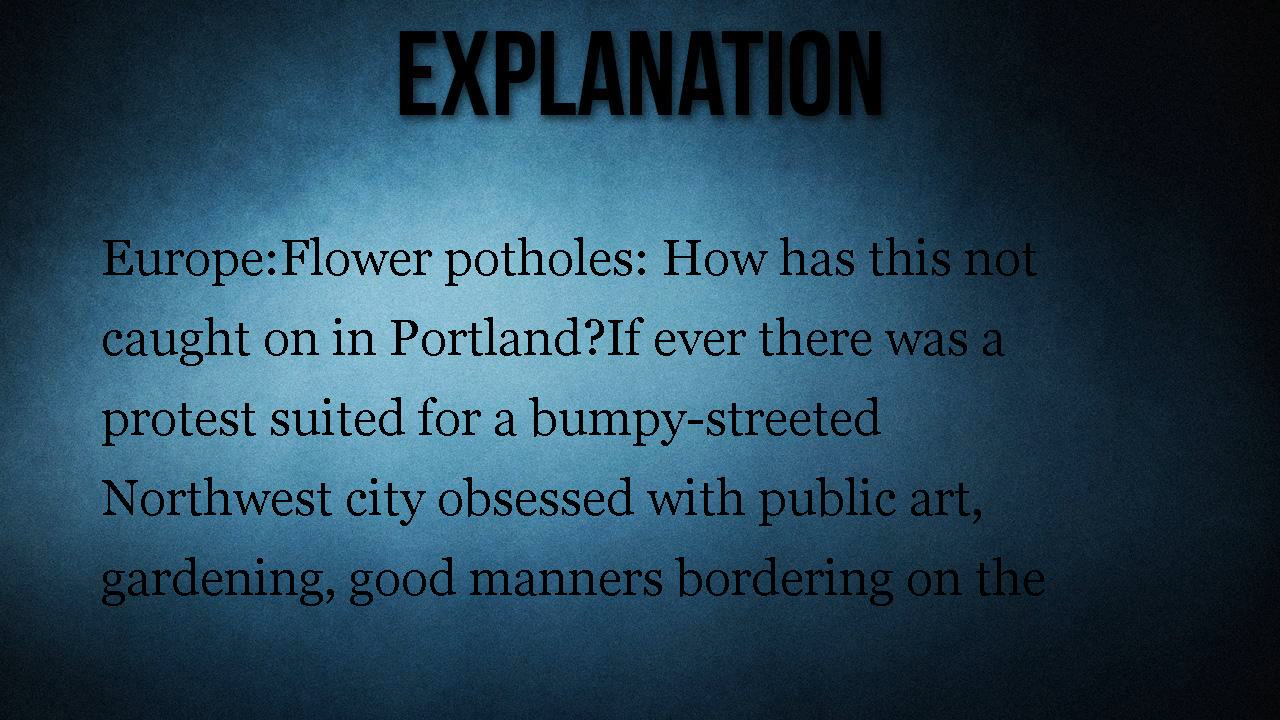 EXPLANATION
Europe:Flower potholes: How has this not
caught on in Portland?If ever there was a
protest suited for a bumpy-streeted
Northwest city obsessed with public art,
gardening, good manners bordering on the